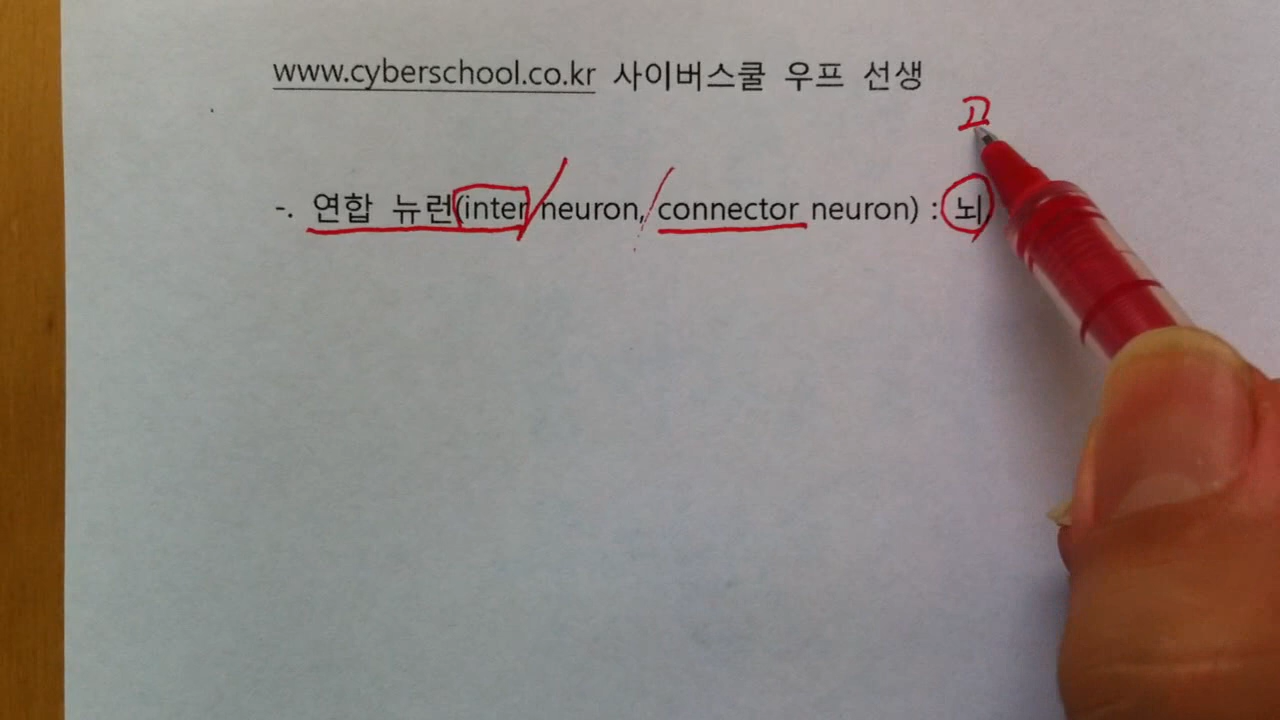 www.cyberschool.co.kr 사이버스쿨 우프 선생
-. 연합 뉴런(inter neuron, connector neuron) : 뇌